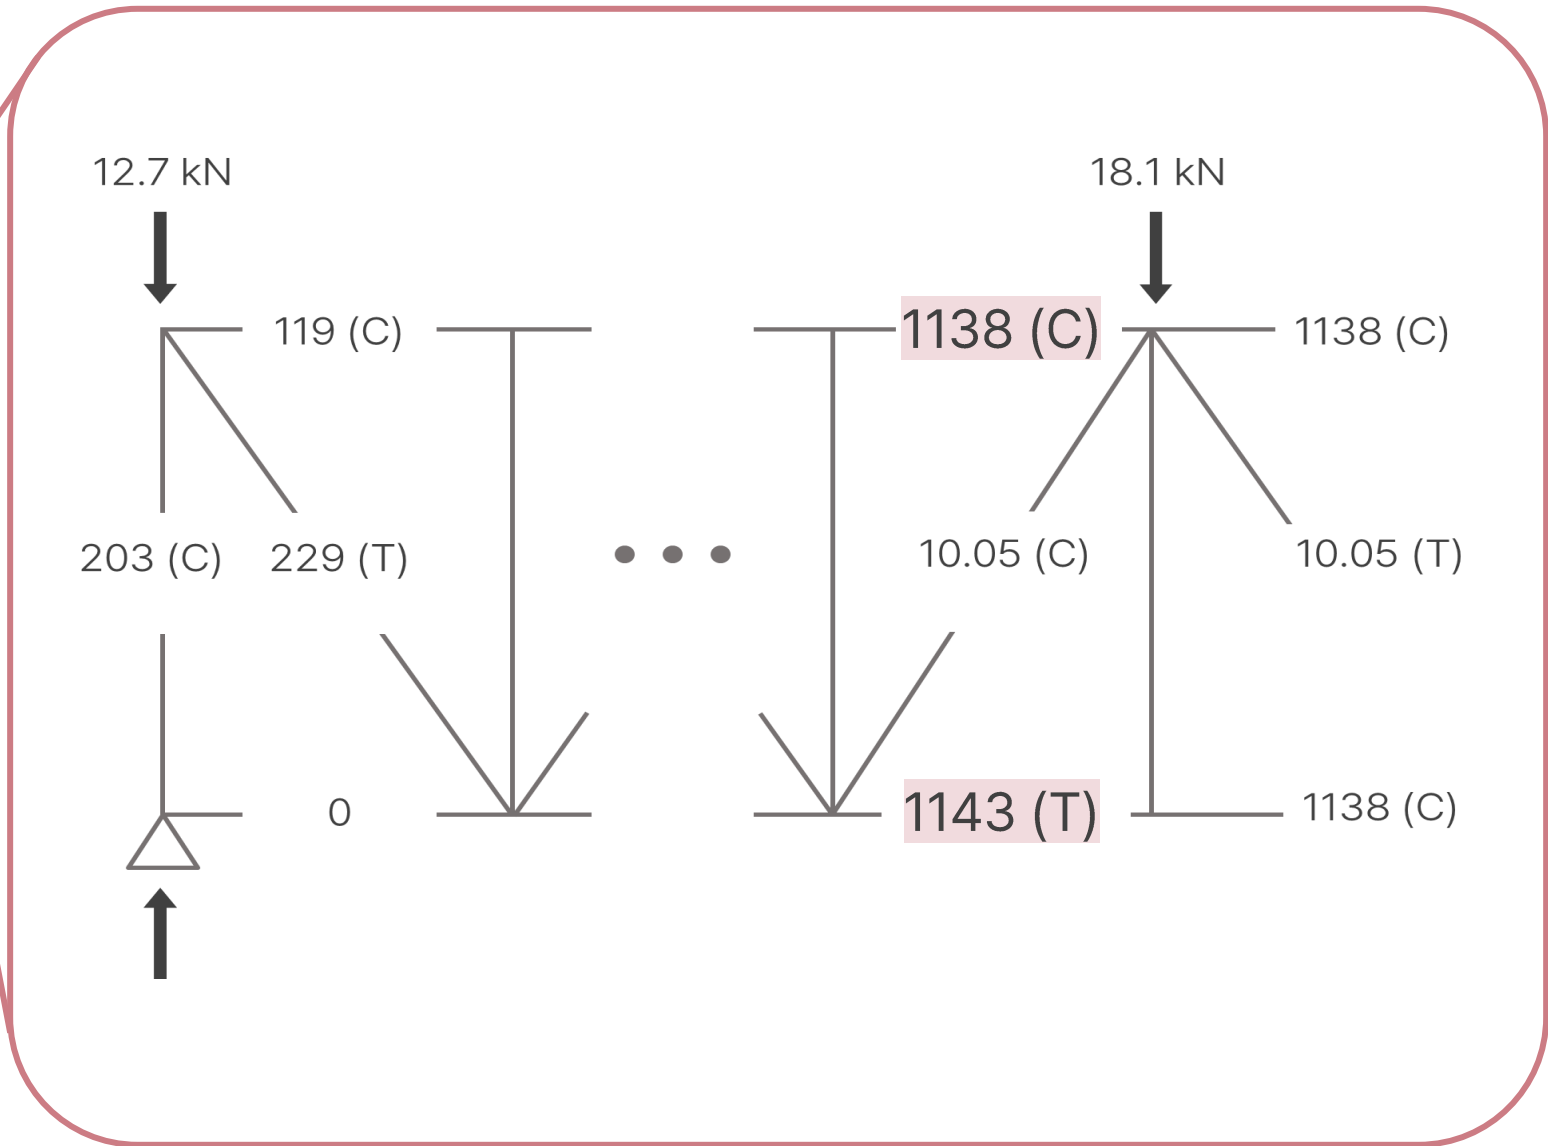 12.7 kN
18.1 kN
119 (C)
1138 (C)
1138 (C)
203 (C)
229 (T)
10.05 (C)
10.05 (T)
0
1143 (T)
1138 (C)